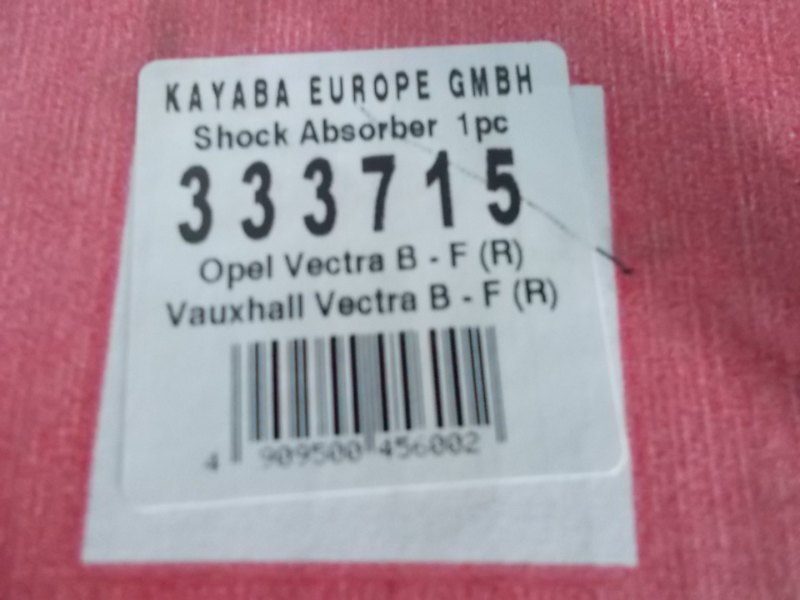 KAYABA EUROPE GMBH
Shock Absorber 1pc
333715
Opel Vectra B - F (R)
Vauxhall Vectra B - F (R)
4 909500 456002